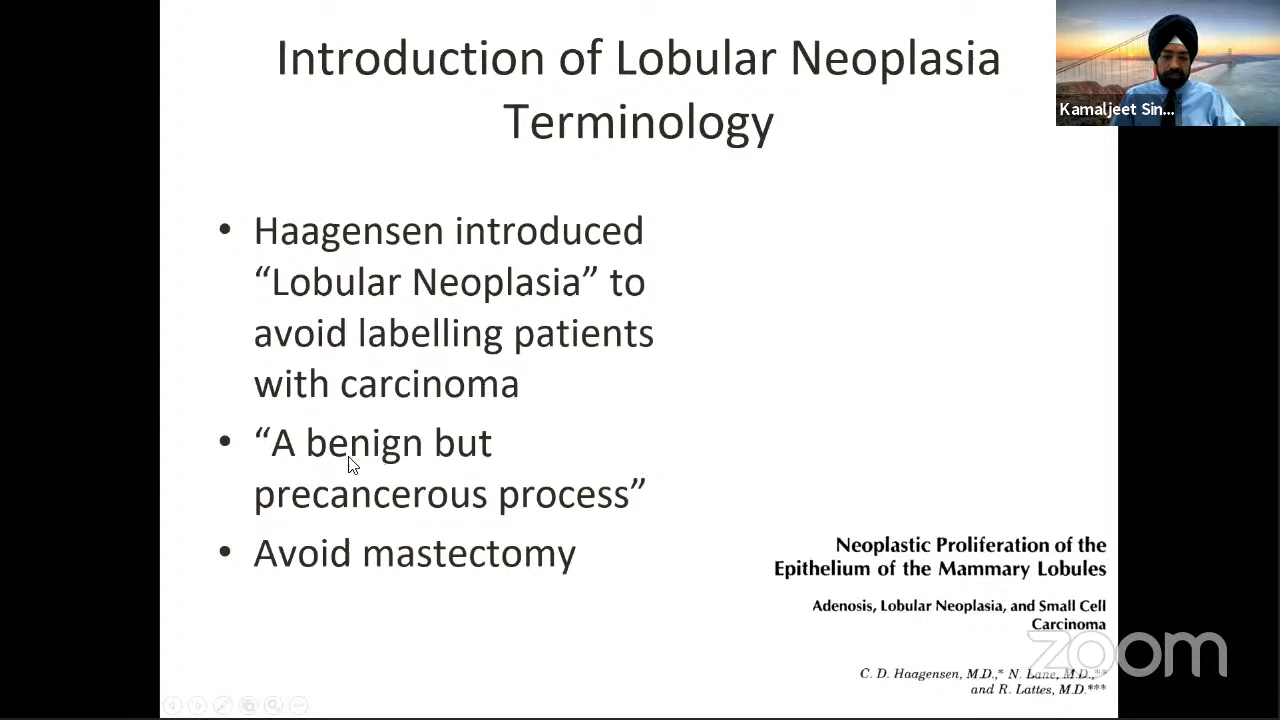 Introduction of Lobular Neoplasia
Terminology
Kamaljeet Sin...
• Haagensen introduced
“Lobular Neoplasia” to
avoid labelling patients
with carcinoma
• “A benign but
precancerous process”
• Avoid mastectomy
Neoplastic Proliferation of the
Epithelium of the Mammary Lobules
Adenosis, Lobular Neoplasia, and Small Cell
Carcinoma
C. D. Haagensen, M.D.,* N. Lane, M.D.,**
and R. Lattes, M.D.***
zoom